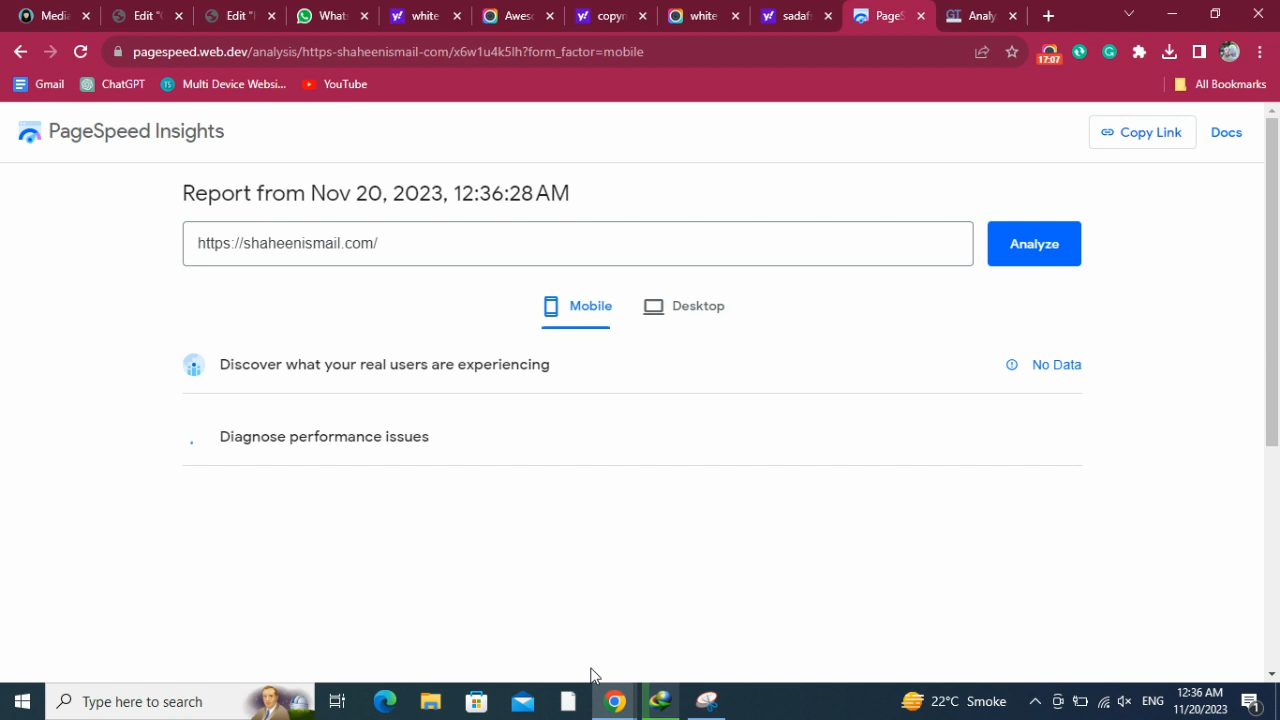 Media
Edit "
Edit "I
Whats
white
Awes
copyr
white
sadaf
PageS
Analy
pagespeed.web.dev/analysis/https-shaheenismail-com/x6w1u4k5lh?form_factor=mobile
17:07
Gmail
ChatGPT
Multi Device Websi...
YouTube
All Bookmarks
PageSpeed Insights
Copy Link
Docs
Report from Nov 20, 2023, 12:36:28 AM
https://shaheenismail.com/
Analyze
Mobile
Desktop
Discover what your real users are experiencing
No Data
Diagnose performance issues
Type here to search
22°C Smoke
ENG
12:36 AM
11/20/2023
1